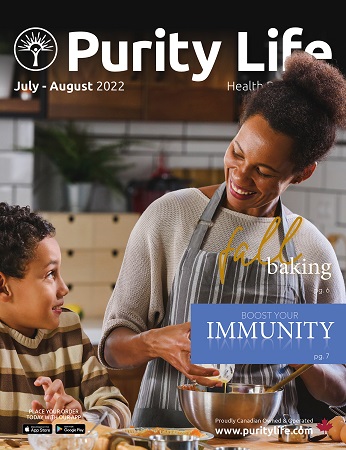 Purity Life
July - August 2022
Health
fall
baking
pg. 6
BOOST YOUR
IMMUNITY
pg. 7
PLACE YOUR ORDER
TODAY WITH OUR APP
App Store
Google Play
Proudly Canadian Owned & Operated
www.puritylife.com